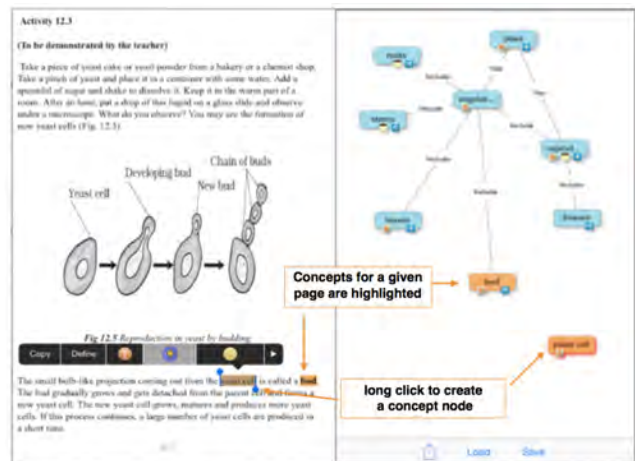 Activity 12.3
(To be demonstrated by the teacher)
Take a piece of yeast cake or yeast powder from a bakery or a chemist shop.
Take a pinch of yeast and place it in a container with some water. Add a
spoonful of sugar and shake to dissolve it. Keep it in the warm part of a
room. After an hour, put a drop of this liquid on a glass slide and observe
under a microscope. What do you observe? You may see the formation of
new yeast cells (Fig. 12.5).
Chain of buds
Developing bud
New bud
Yeast cell
Fig 12.5 Reproduction in yeast by budding
Copy Define
The small bulb-like projection coming out from the yeast cell is called a bud.
The bud gradually grows and gets detached from the parent cell and forms a
new yeast cell. The new yeast cell grows, matures and produces more yeast
cells. If this process continues, a large number of yeast cells are produced in
a short time.
Concepts for a given
page are highlighted
long click to create
a concept node
plant
Include
Include
Include
Include
bud
Load Save